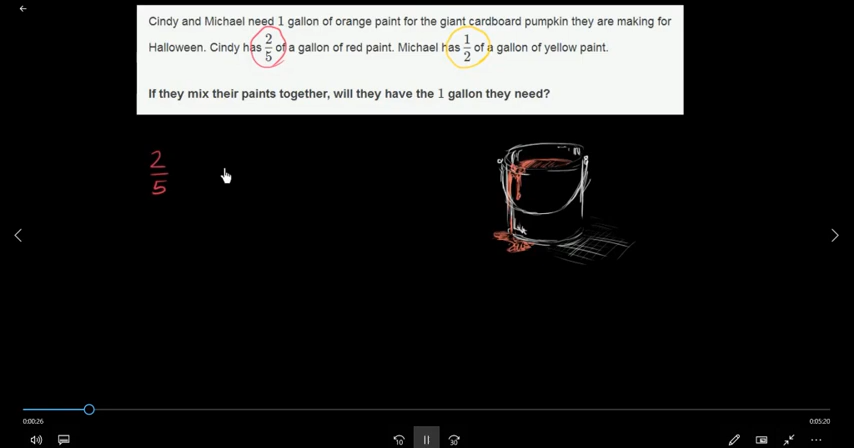 Cindy and Michael need 1 gallon of orange paint for the giant cardboard pumpkin they are making for
Halloween. Cindy has 2/5 of a gallon of red paint. Michael has 1/2 of a gallon of yellow paint.
If they mix their paints together, will they have the 1 gallon they need?
2/5
0:00:26
0:05:20
10
30